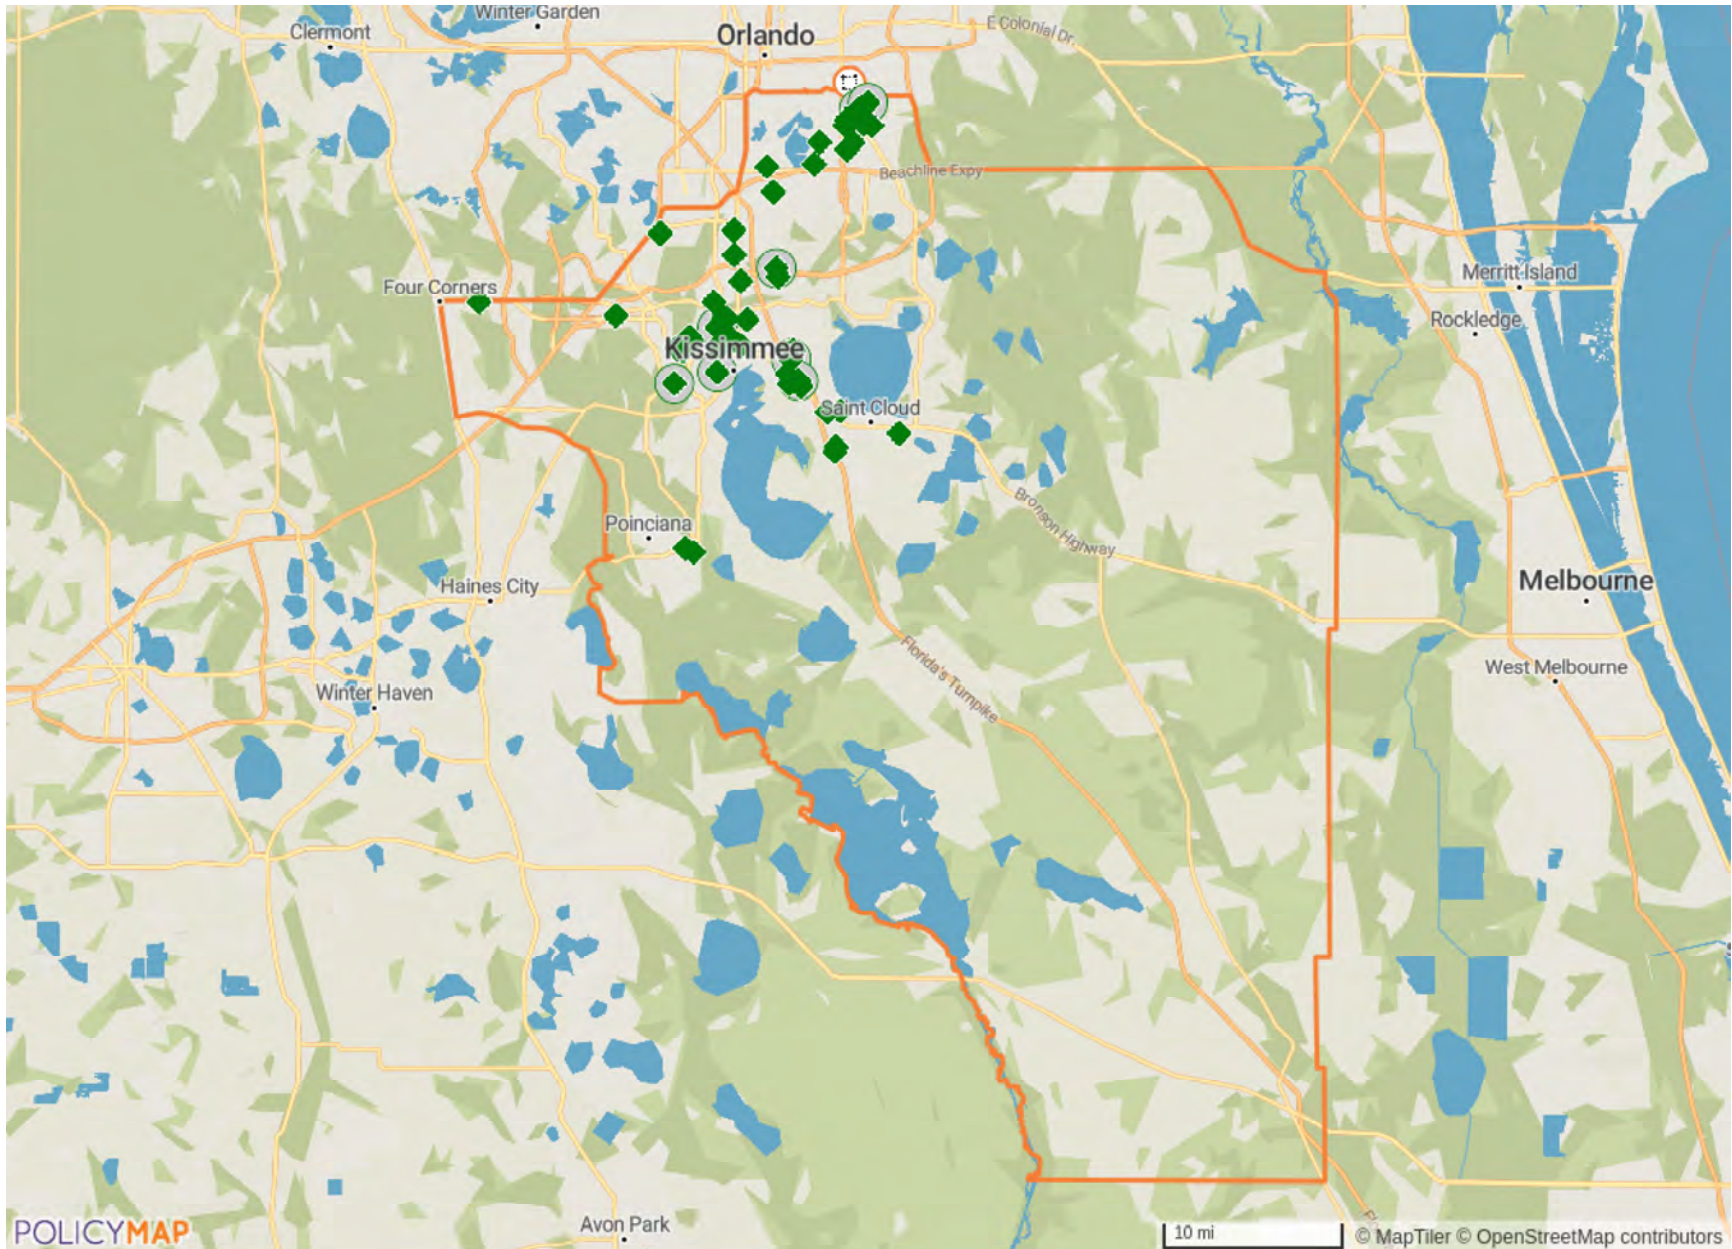 Winter Garden
Clermont
Orlando
E Colonial Dr.
Beachline Expy
Four Corners
Merritt Island
Rockledge
Kissimmee
Saint Cloud
Bronson Highway
Poinciana
Haines City
Melbourne
Florida's Turnpike
West Melbourne
Winter Haven
Avon Park
POLICYMAP
10 mi
© MapTiler © OpenStreetMap contributors